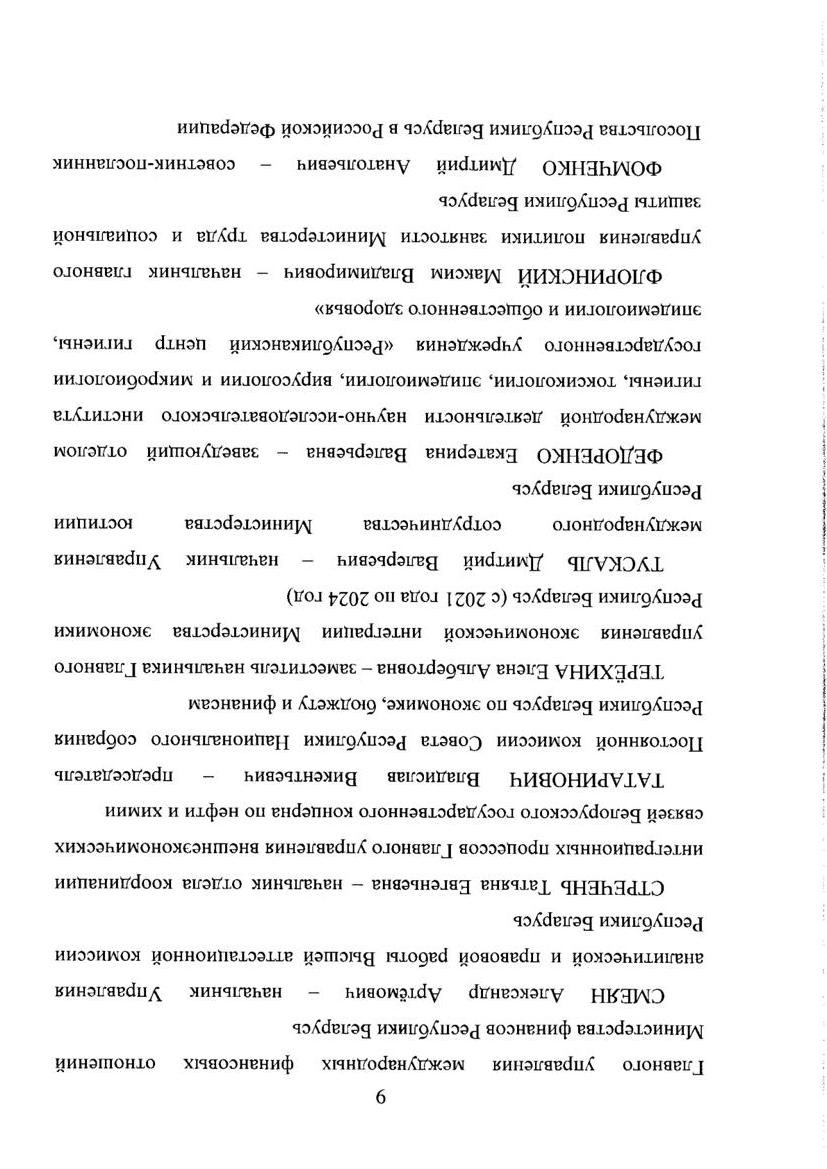 6
Главного управления международных финансовых отношений
Министерства финансов Республики Беларусь
СМЕЯН Александр Артёмович – начальник Управления
аналитической и правовой работы Высшей аттестационной комиссии
Республики Беларусь
СТРЕЧЕНЬ Татьяна Евгеньевна – начальник отдела координации
интеграционных процессов Главного управления внешнеэкономических
связей Белорусского государственного концерна по нефти и химии
ТАТАРИНОВИЧ Владислав Викентьевич – председатель
Постоянной комиссии Совета Республики Национального собрания
Республики Беларусь по экономике, бюджету и финансам
ТЕРЁХИНА Елена Альбертовна – заместитель начальника Главного
управления экономической интеграции Министерства экономики
Республики Беларусь (с 2021 года по 2024 год)
ТУСКАЛЬ Дмитрий Валерьевич – начальник Управления
международного сотрудничества Министерства юстиции
Республики Беларусь
ФЕДОРЕНКО Екатерина Валерьевна – заведующий отделом
международной деятельности научно-исследовательского института
гигиены, токсикологии, эпидемиологии, вирусологии и микробиологии
государственного учреждения «Республиканский центр гигиены,
эпидемиологии и общественного здоровья»
ФЛОРИНСКИЙ Максим Владимирович – начальник главного
управления политики занятости Министерства труда и социальной
защиты Республики Беларусь
ФОМЧЕНКО Дмитрий Анатольевич – советник-посланник
Посольства Республики Беларусь в Российской Федерации